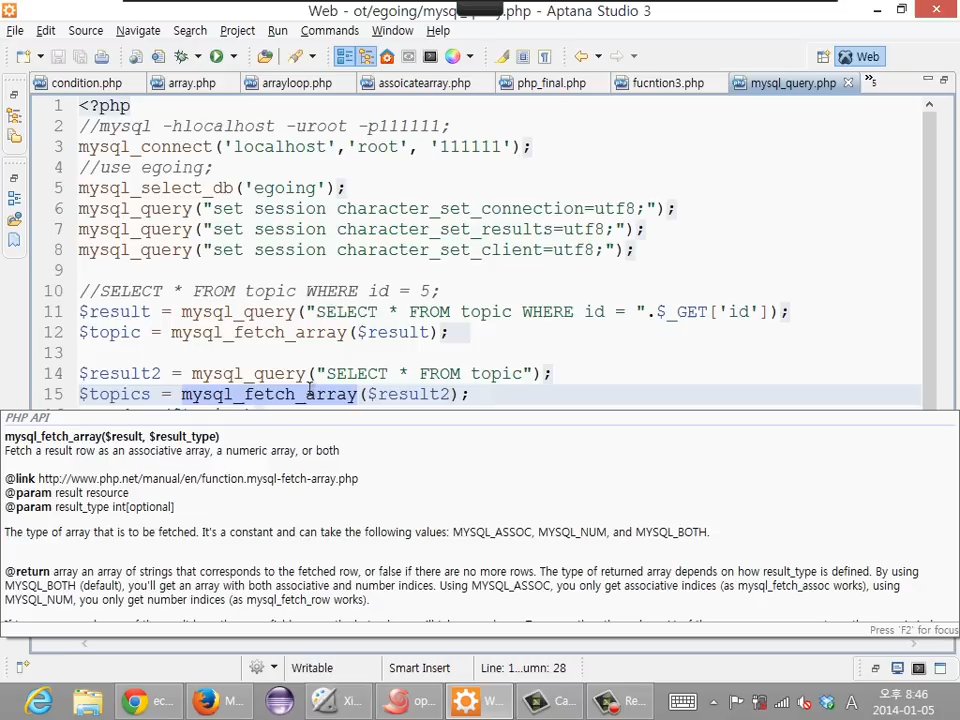 Web - ot/egoing/mysq .php - Aptana Studio 3
File Edit Source Navigate Search Project Run Commands Window Help
Web
condition.php array.php arrayloop.php assoicatearray.php php_final.php fucntion3.php mysql_query.php »5
1 <?php
2 //mysql -hlocalhost -uroot -p111111;
3 mysql_connect('localhost','root', '111111');
4 //use egoing;
5 mysql_select_db('egoing');
6 mysql_query("set session character_set_connection=utf8;");
7 mysql_query("set session character_set_results=utf8;");
8 mysql_query("set session character_set_client=utf8;");
9
10 //SELECT * FROM topic WHERE id = 5;
11 $result = mysql_query("SELECT * FROM topic WHERE id = ".$_GET['id']);
12 $topic = mysql_fetch_array($result);
13
14 $result2 = mysql_query("SELECT * FROM topic");
15 $topics = mysql_fetch_array($result2);
PHP API
mysql_fetch_array($result, $result_type)
Fetch a result row as an associative array, a numeric array, or both
@link http://www.php.net/manual/en/function.mysql-fetch-array.php
@param result resource
@param result_type int[optional]
The type of array that is to be fetched. It's a constant and can take the following values: MYSQL_ASSOC, MYSQL_NUM, and MYSQL_BOTH.
@return array an array of strings that corresponds to the fetched row, or false if there are no more rows. The type of returned array depends on how result_type is defined. By using
MYSQL_BOTH (default), you'll get an array with both associative and number indices. Using MYSQL_ASSOC, you only get associative indices (as mysql_fetch_assoc works), using
MYSQL_NUM, you only get number indices (as mysql_fetch_row works).
Press 'F2' for focus
Writable Smart Insert Line: 1...umn: 28
ec... M... Xi... op... W... Ca... Re... A 오후 8:46
2014-01-05